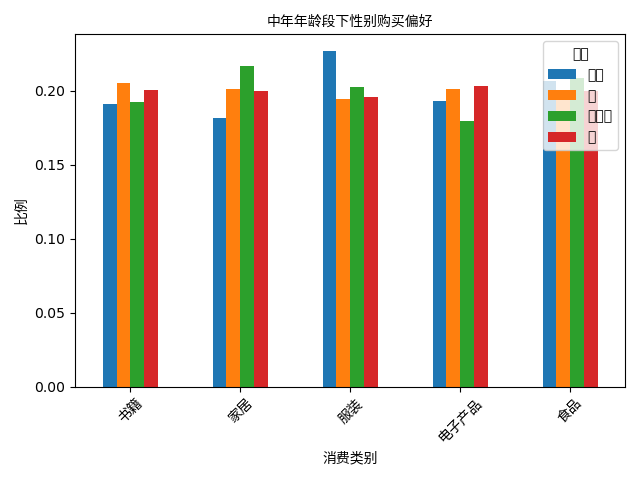 中年年龄段下性别购买偏好
比例
0.20
0.15
0.10
0.05
0.00
书籍
家居
服装
电子产品
食品
消费类别